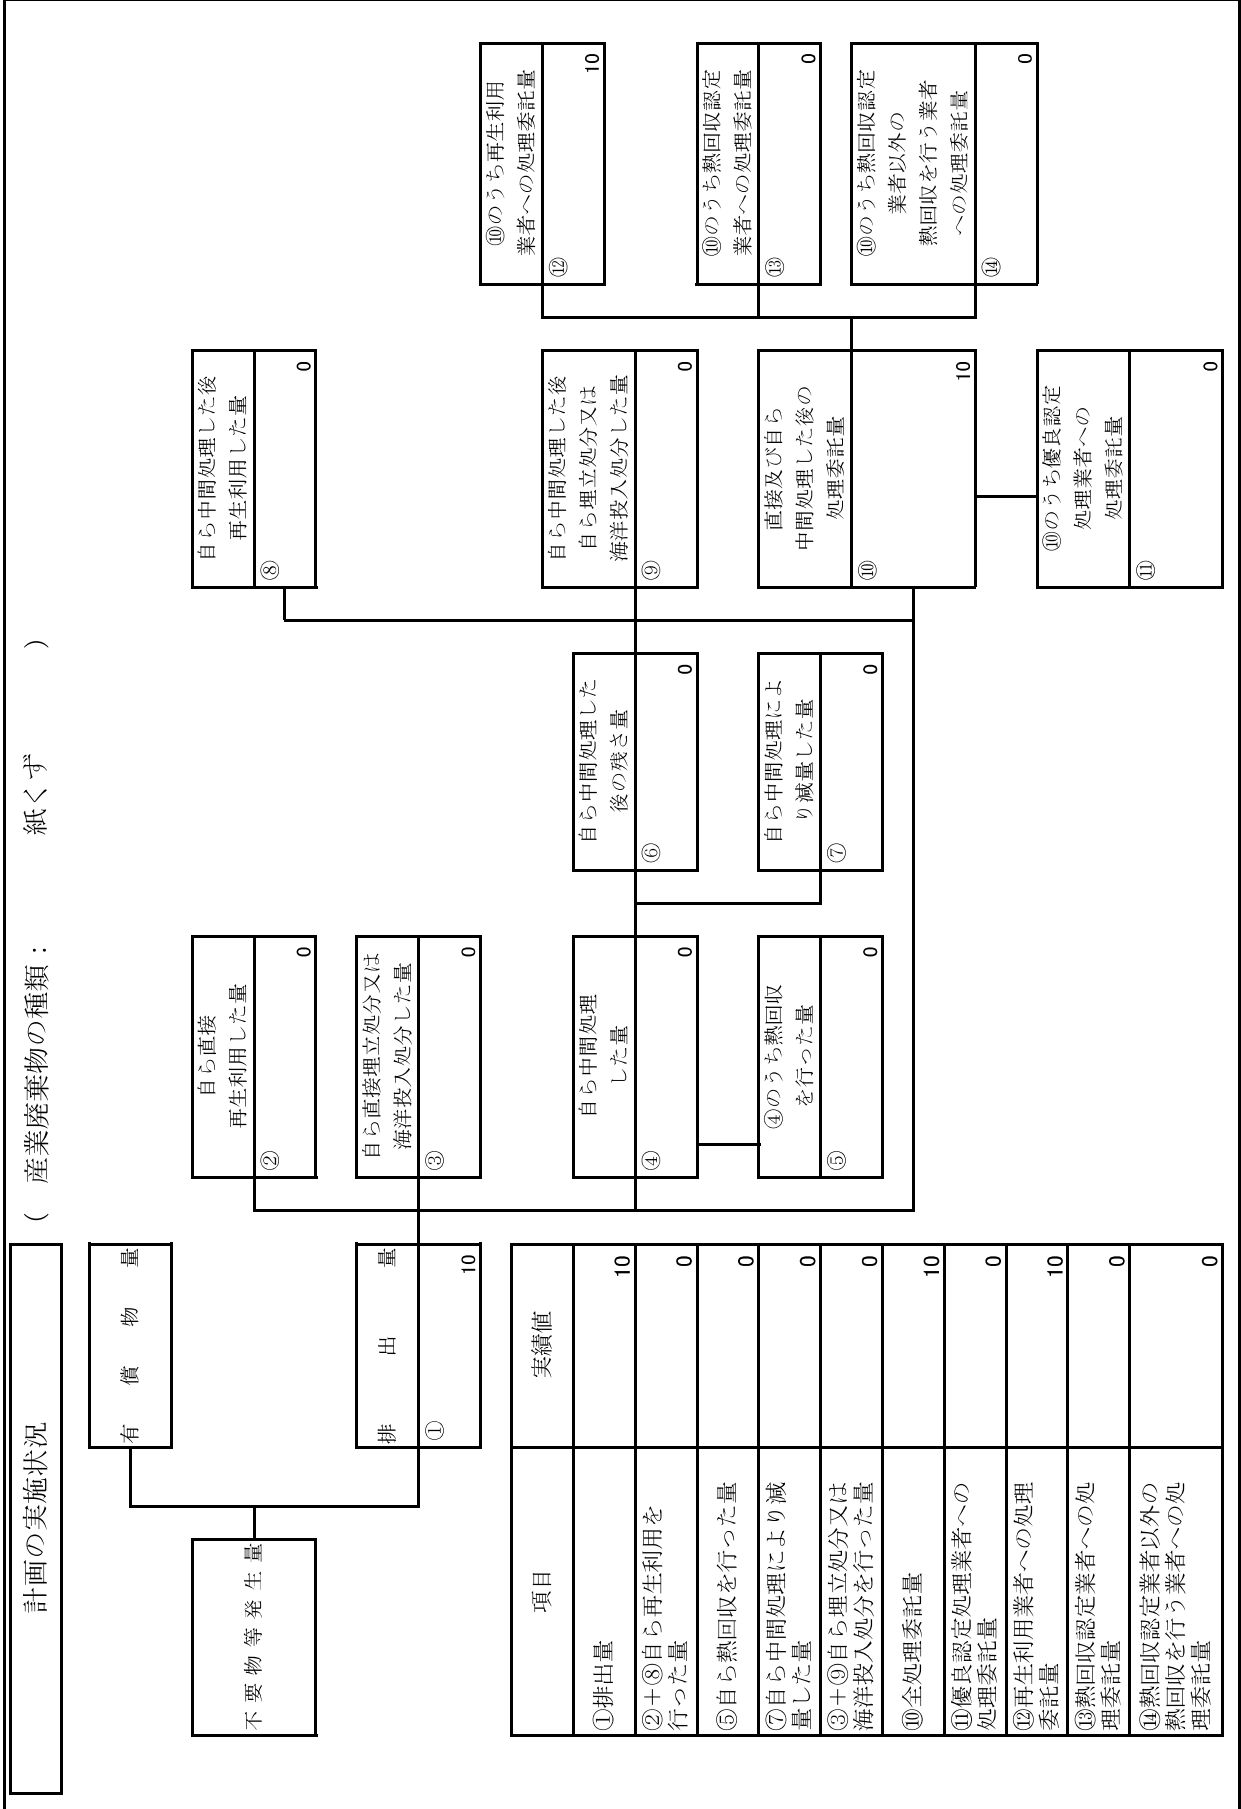 計画の実施状況
( 産業廃棄物の種類： 紙くず )
有償物量
不要物等発生量
排出量
①
10
自ら直接
再生利用した量
②
0
自ら直接埋立処分又は
海洋投入処分した量
③
0
自ら中間処理
した量
④
0
④のうち熱回収
を行った量
⑤
0
自ら中間処理した
後の残さ量
⑥
0
自ら中間処理によ
り減量した量
⑦
0
自ら中間処理した後
再生利用した量
⑧
0
自ら中間処理した後
自ら埋立処分又は
海洋投入処分した量
⑨
0
直接及び自ら
中間処理した後の
処理委託量
⑩
10
⑩のうち優良認定
処理業者への
処理委託量
⑪
0
⑩のうち再生利用
業者への処理委託量
⑫
10
⑩のうち熱回収認定
業者への処理委託量
⑬
0
⑩のうち熱回収認定
業者以外の
熱回収を行う業者
への処理委託量
⑭
0
項目 実績値
①排出量 10
②＋⑧自ら再生利用を
行った量 0
⑤自ら熱回収を行った量 0
⑦自ら中間処理により減
量した量 0
③＋⑨自ら埋立処分又は
海洋投入処分を行った量 0
⑩全処理委託量 10
⑪優良認定処理業者への
処理委託量 0
⑫再生利用業者への処理
委託量 10
⑬熱回収認定業者への処
理委託量 0
⑭熱回収認定業者以外の
熱回収を行う業者への処
理委託量 0